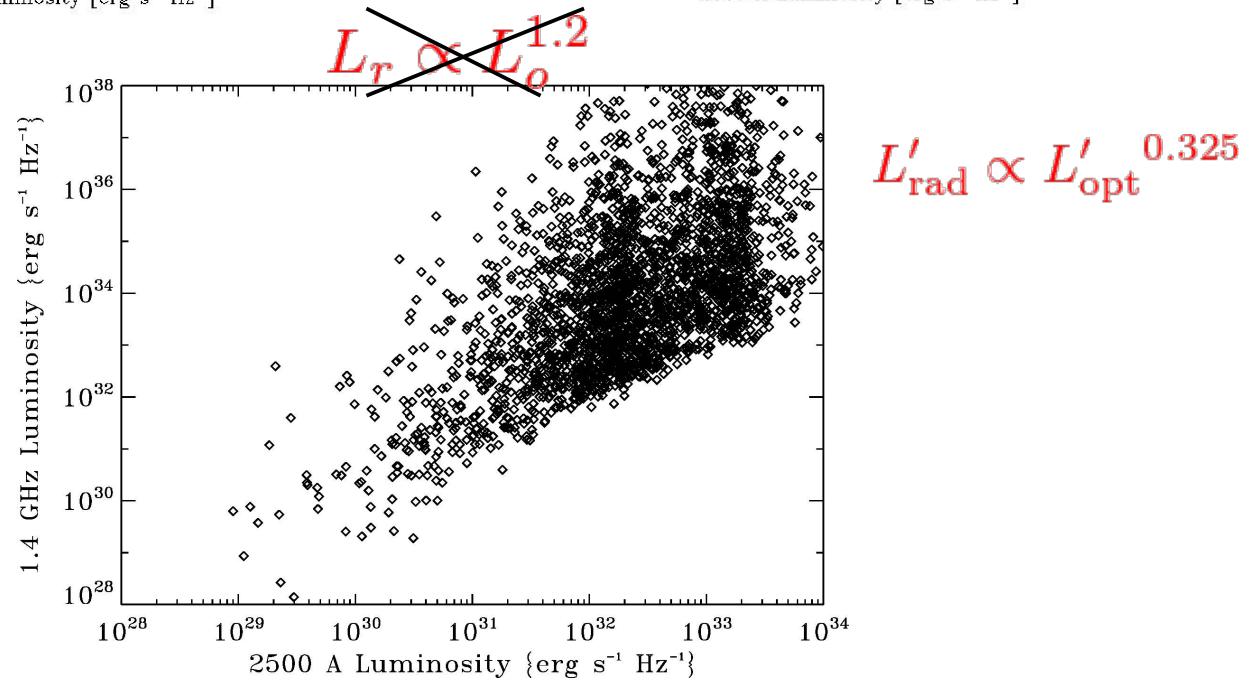 L_r ∝ L_o^1.2
L'_rad ∝ L'_opt^0.325
10^38
10^36
10^34
10^32
10^30
10^28
1.4 GHz Luminosity {erg s^-1 Hz^-1}
10^28 10^29 10^30 10^31 10^32 10^33 10^34
2500 A Luminosity {erg s^-1 Hz^-1}